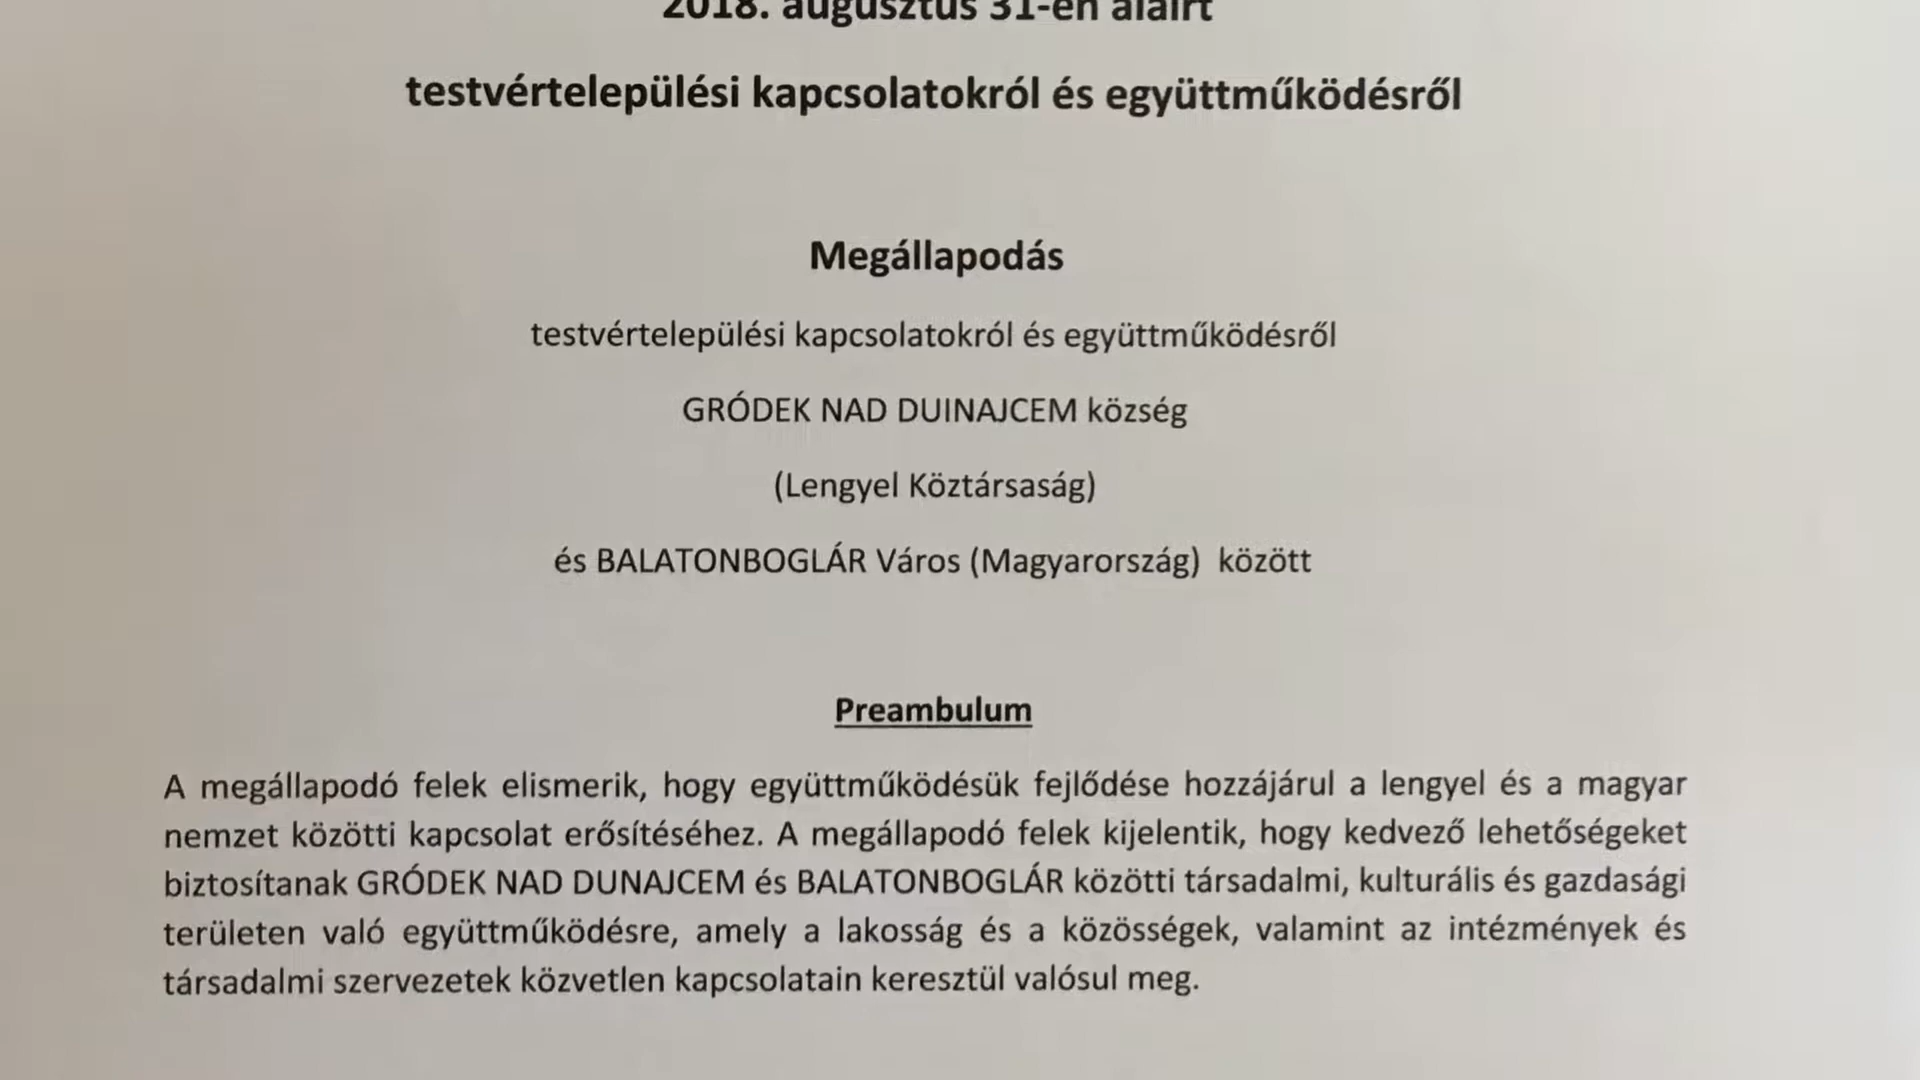 2018. augusztus 31-én aláírt
testvértelepülési kapcsolatokról és együttműködésről
Megállapodás
testvértelepülési kapcsolatokról és együttműködésről
GRÓDEK NAD DUINAJCEM község
(Lengyel Köztársaság)
és BALATONBOGLÁR Város (Magyarország) között
Preambulum
A megállapodó felek elismerik, hogy együttműködésük fejlődése hozzájárul a lengyel és a magyar
nemzet közötti kapcsolat erősítéséhez. A megállapodó felek kijelentik, hogy kedvező lehetőségeket
biztosítanak GRÓDEK NAD DUNAJCEM és BALATONBOGLÁR közötti társadalmi, kulturális és gazdasági
területen való együttműködésre, amely a lakosság és a közösségek, valamint az intézmények és
társadalmi szervezetek közvetlen kapcsolatain keresztül valósul meg.